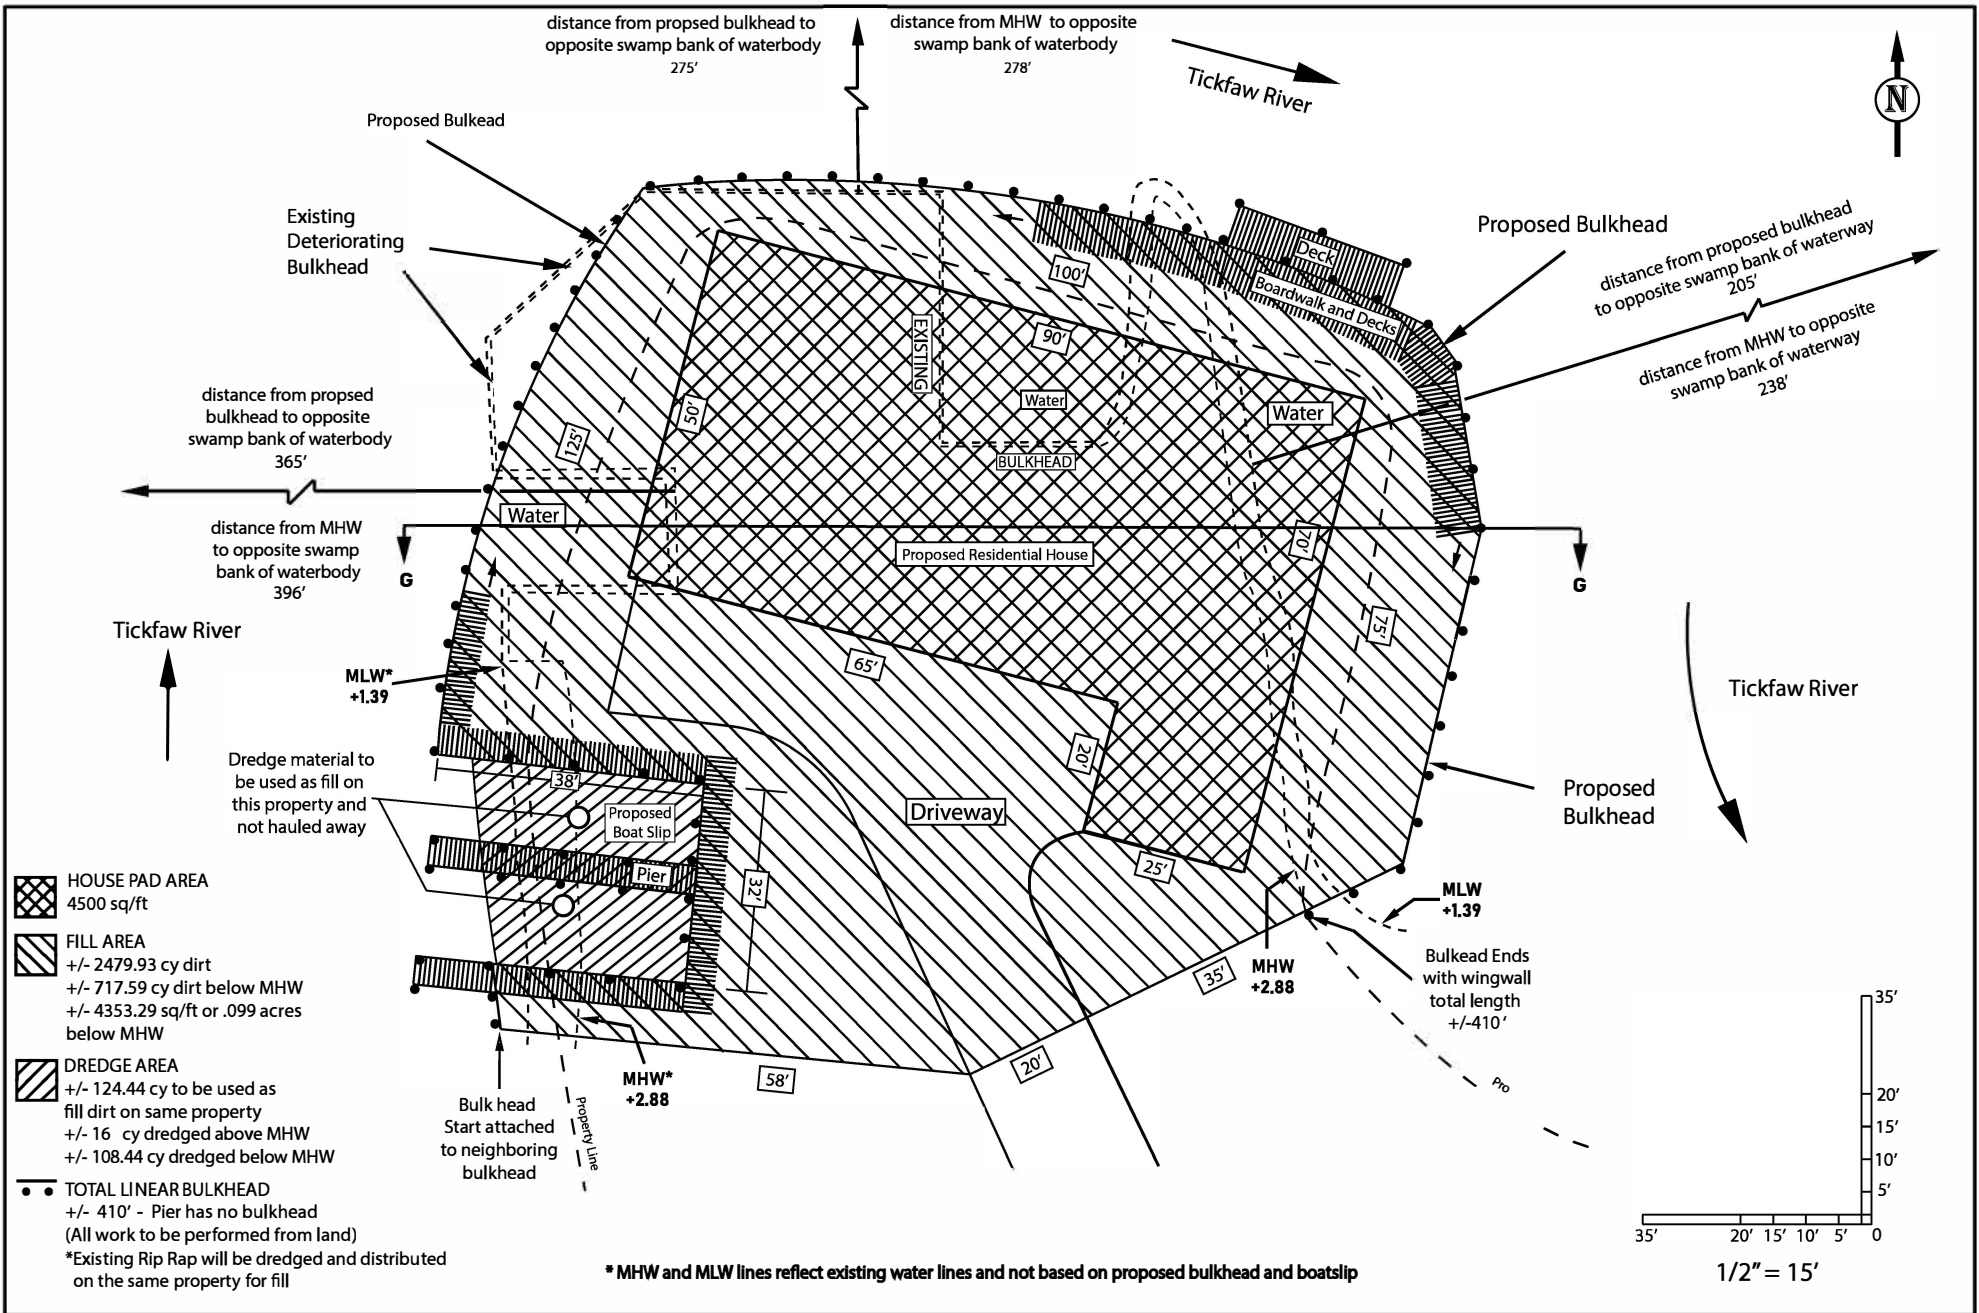 distance from propsed bulkhead to
opposite swamp bank of waterbody
275'
distance from MHW to opposite
swamp bank of waterbody
278'
Tickfaw River
N
Proposed Bulkead
Existing
Deteriorating
Bulkhead
Proposed Bulkhead
distance from proposed bulkhead
to opposite swamp bank of waterway
205'
distance from MHW to opposite
swamp bank of waterway
238'
Deck
Boardwalk and Decks
100'
90'
EXISTING
Water
Water
BULKHEAD
50'
125'
distance from propsed
bulkhead to opposite
swamp bank of waterbody
365'
Water
distance from MHW
to opposite swamp
bank of waterbody
396'
G
G
Proposed Residential House
70'
75'
Tickfaw River
MLW*
+1.39
65'
20'
Tickfaw River
Dredge material to
be used as fill on
this property and
not hauled away
38'
Proposed
Boat Slip
Pier
32'
Driveway
25'
Proposed
Bulkhead
MLW
+1.39
MHW
+2.88
35'
Bulkead Ends
with wingwall
total length
+/-410 '
20'
58'
MHW*
+2.88
Bulk head
Start attached
to neighboring
bulkhead
Property Line
Pro
HOUSE PAD AREA
4500 sq/ft
FILL AREA
+/- 2479.93 cy dirt
+/- 717.59 cy dirt below MHW
+/- 4353.29 sq/ft or .099 acres
below MHW
DREDGE AREA
+/- 124.44 cy to be used as
fill dirt on same property
+/- 16 cy dredged above MHW
+/- 108.44 cy dredged below MHW
TOTAL LINEAR BULKHEAD
+/- 410' - Pier has no bulkhead
(All work to be performed from land)
*Existing Rip Rap will be dredged and distributed
on the same property for fill
* MHW and MLW lines reflect existing water lines and not based on proposed bulkhead and boatslip
35'
20'
15'
10'
5'
35' 20' 15' 10' 5' 0
1/2" = 15'